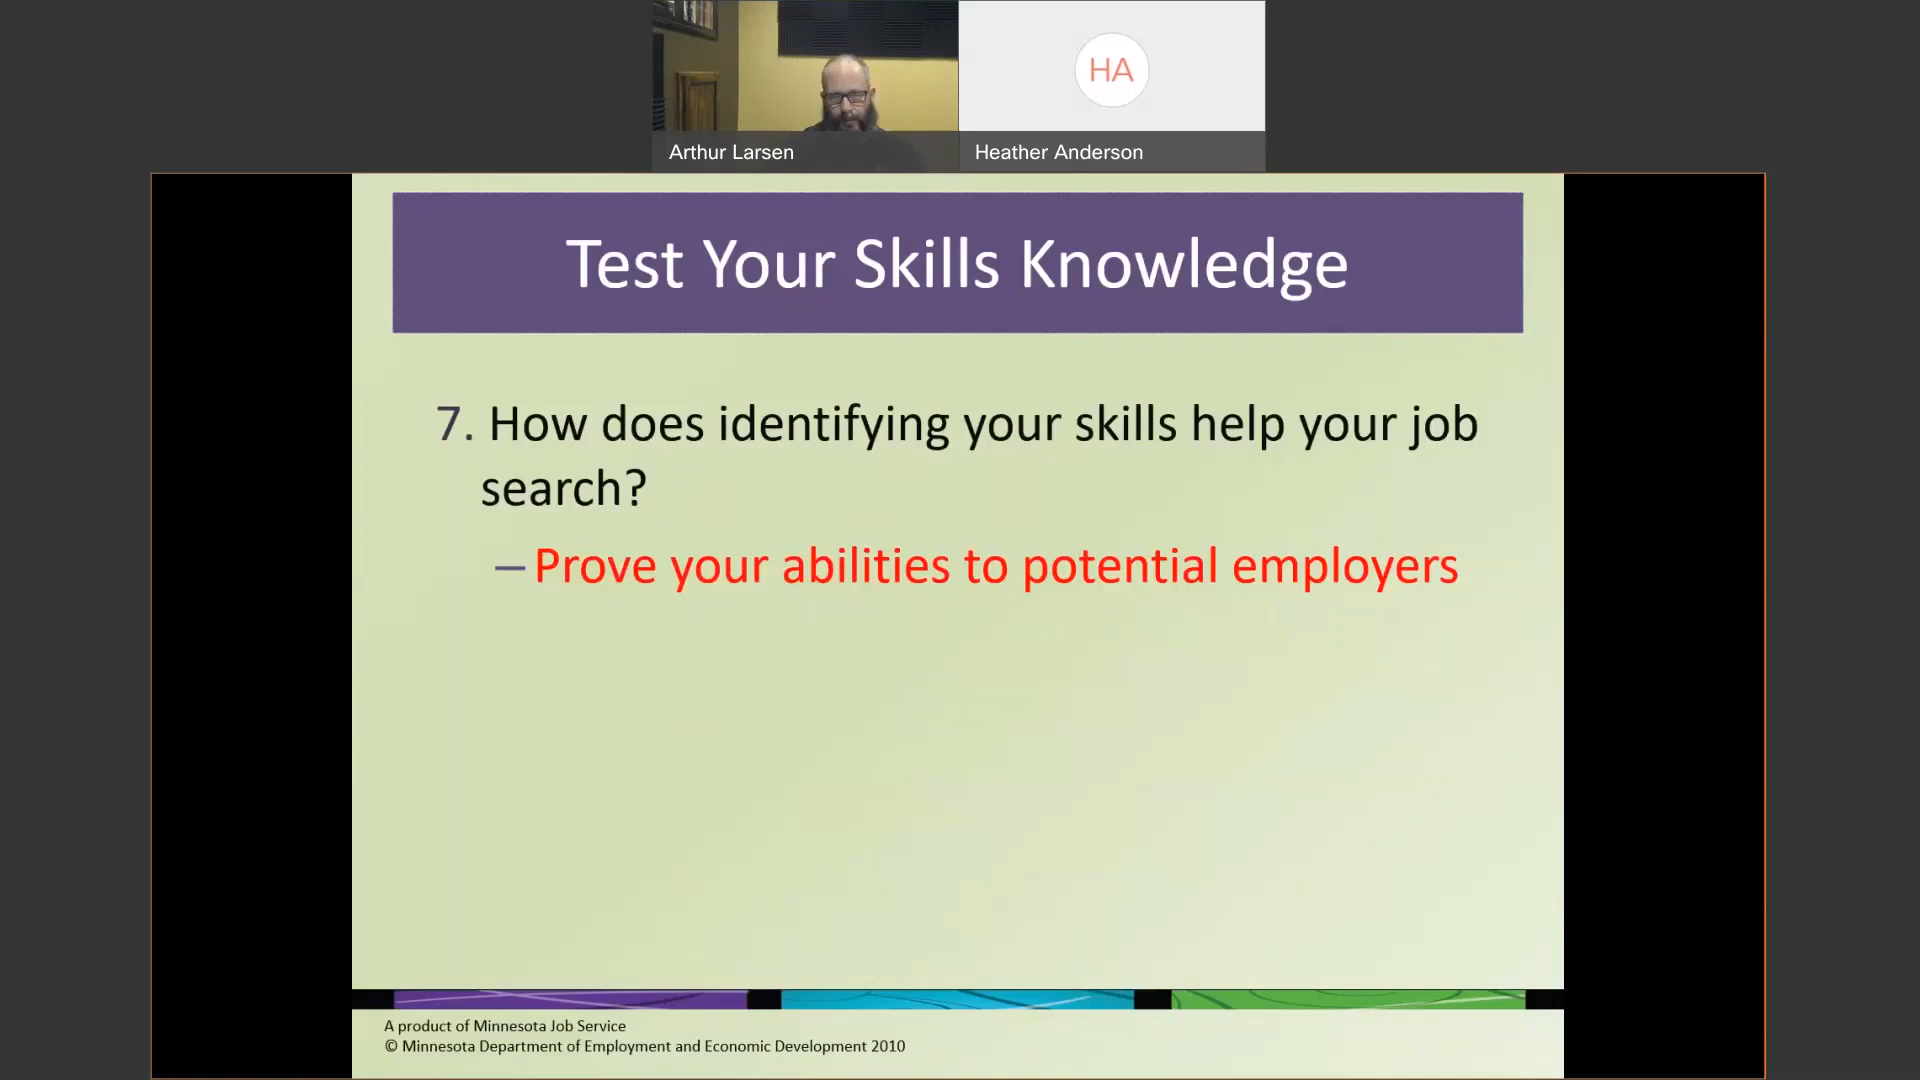 HA
Arthur Larsen
Heather Anderson
Test Your Skills Knowledge
7. How does identifying your skills help your job
search?
– Prove your abilities to potential employers
A product of Minnesota Job Service
© Minnesota Department of Employment and Economic Development 2010